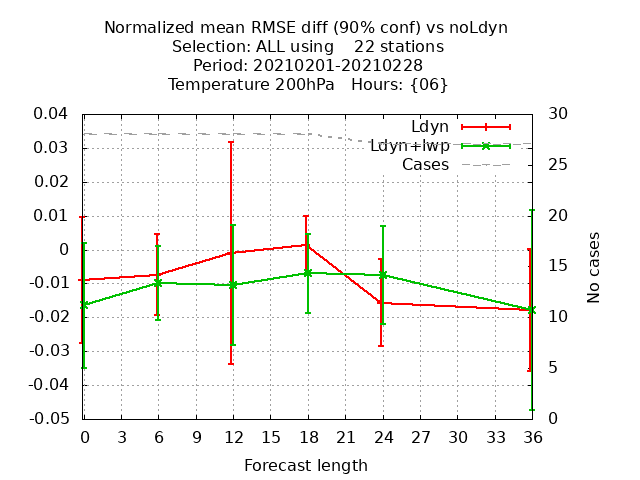 Normalized mean RMSE diff (90% conf) vs noLdyn
Selection: ALL using    22 stations
Period: 20210201-20210228
Temperature 200hPa   Hours: {06}
0.04
0.03
0.02
0.01
0
-0.01
-0.02
-0.03
-0.04
-0.05
Ldyn
Ldyn+lwp
Cases
30
25
20
15
10
5
0
No cases
0 3 6 9 12 15 18 21 24 27 30 33 36
Forecast length